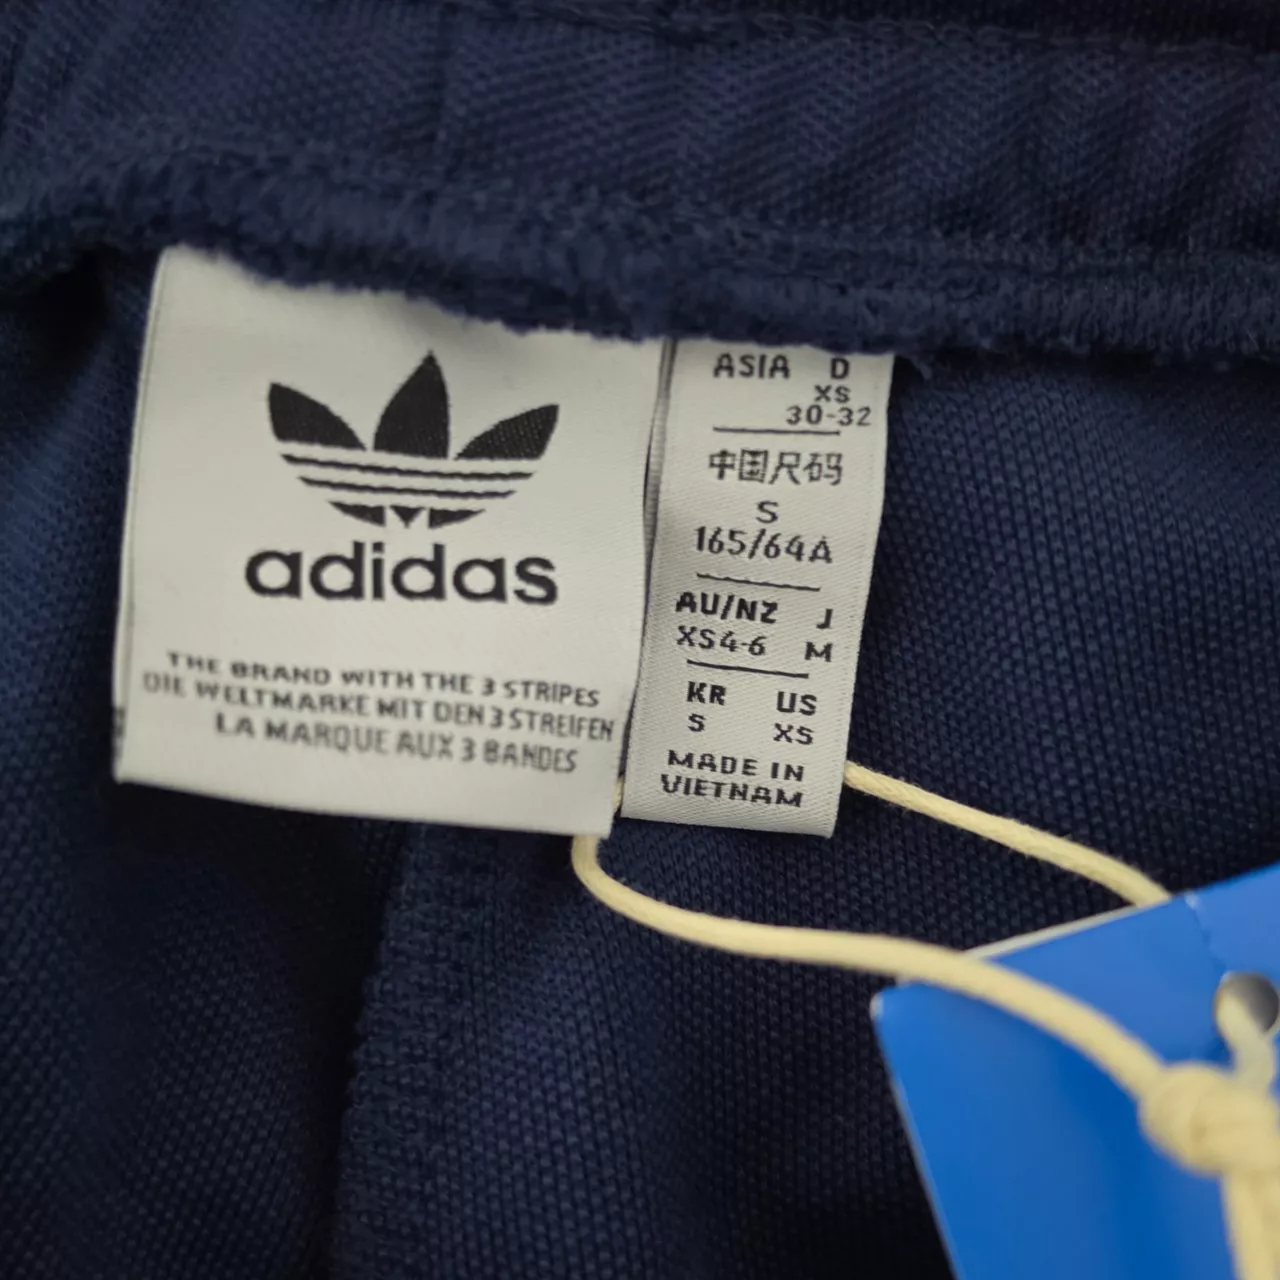 adidas
THE BRAND WITH THE 3 STRIPES
DIE WELTMARKE MIT DEN 3 STREIFEN
LA MARQUE AUX 3 BANDES
ASIA D
XS
30-32
中国尺码
S
165/64A
AU/NZ J
XS4-6 M
KR US
S XS
MADE IN
VIETNAM